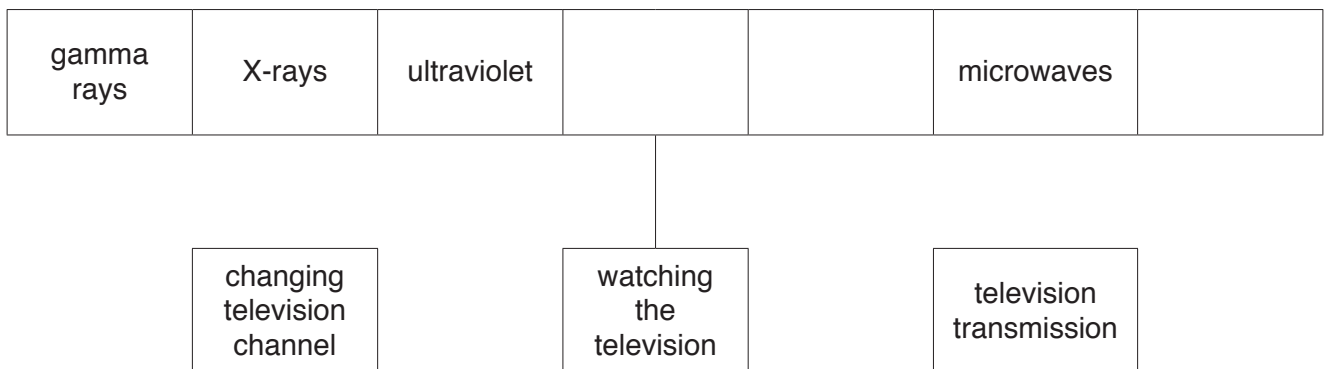 gamma
rays
X-rays
ultraviolet
microwaves
changing
television
channel
watching
the
television
television
transmission